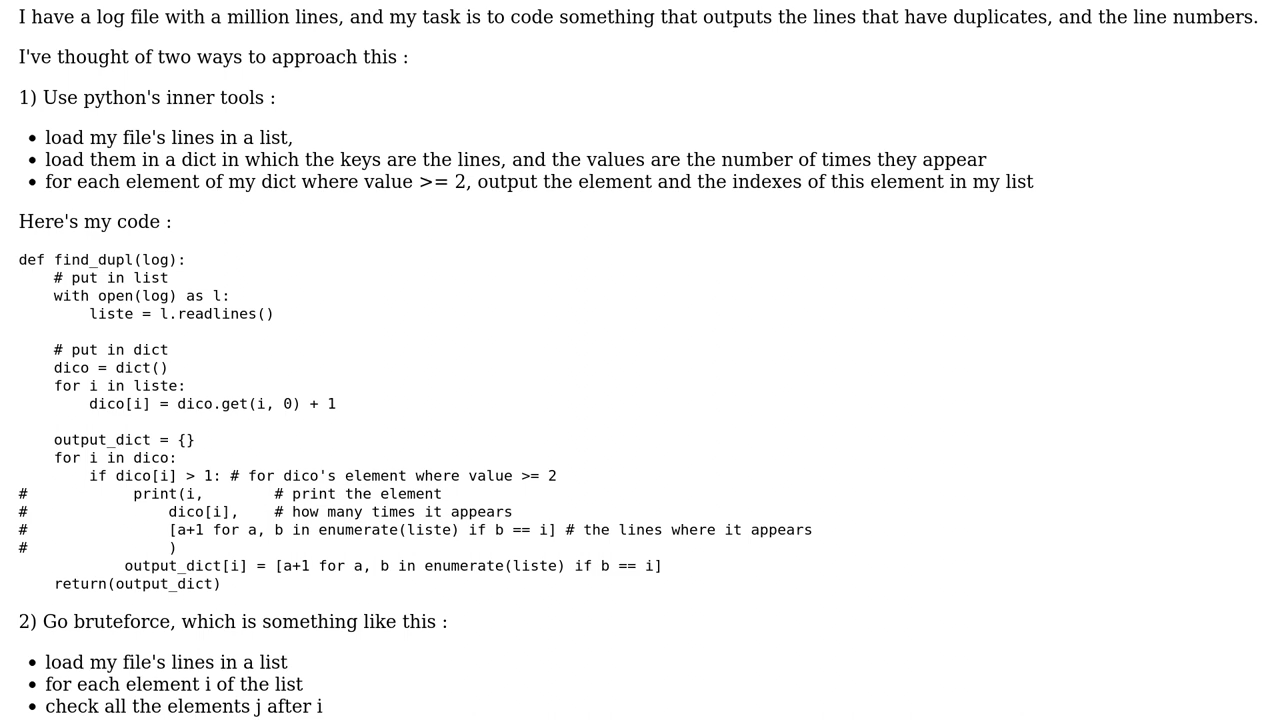 I have a log file with a million lines, and my task is to code something that outputs the lines that have duplicates, and the line numbers.
I've thought of two ways to approach this :
1) Use python's inner tools :
• load my file's lines in a list,
• load them in a dict in which the keys are the lines, and the values are the number of times they appear
• for each element of my dict where value >= 2, output the element and the indexes of this element in my list
Here's my code :
def find_dupl(log):
    # put in list
    with open(log) as l:
        liste = l.readlines()

    # put in dict
    dico = dict()
    for i in liste:
        dico[i] = dico.get(i, 0) + 1

    output_dict = {}
    for i in dico:
        if dico[i] > 1: # for dico's element where value >= 2
#            print(i,        # print the element
#                dico[i],    # how many times it appears
#                [a+1 for a, b in enumerate(liste) if b == i] # the lines where it appears
#                )
            output_dict[i] = [a+1 for a, b in enumerate(liste) if b == i]
    return(output_dict)
2) Go bruteforce, which is something like this :
• load my file's lines in a list
• for each element i of the list
• check all the elements j after i